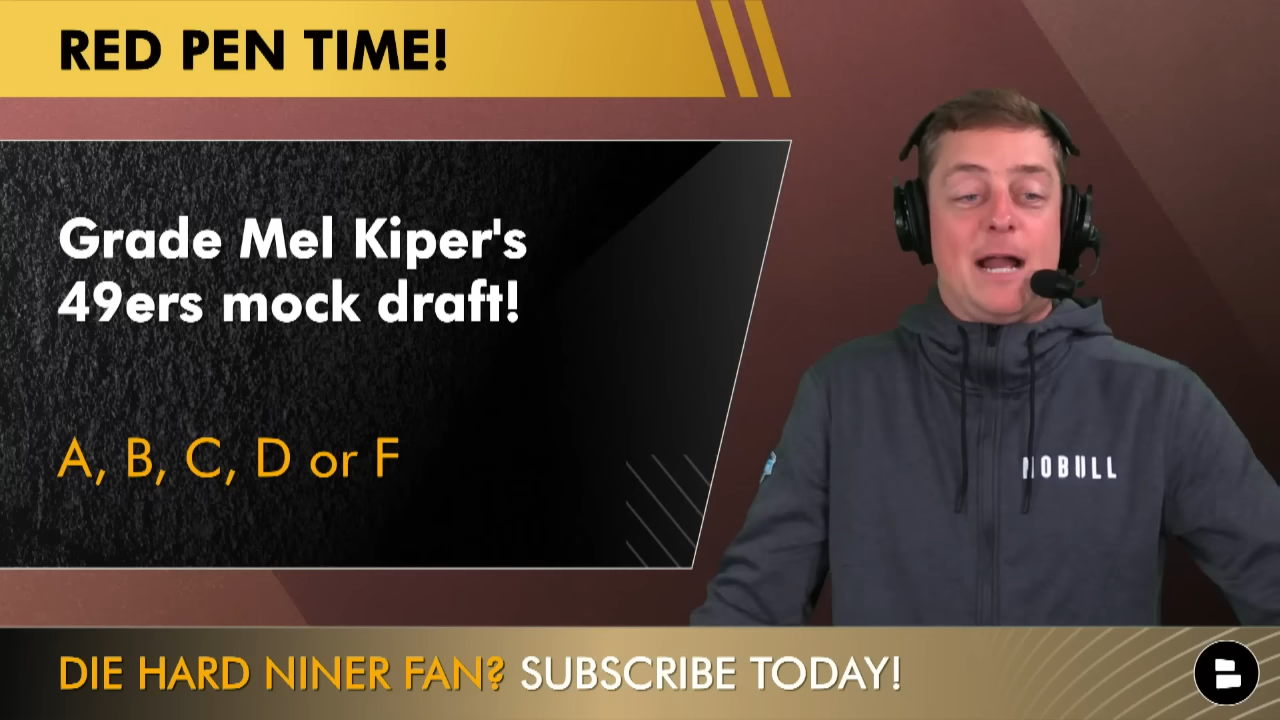 RED PEN TIME!
Grade Mel Kiper's
49ers mock draft!
A, B, C, D or F
NOBULL
DIE HARD NINER FAN? SUBSCRIBE TODAY!